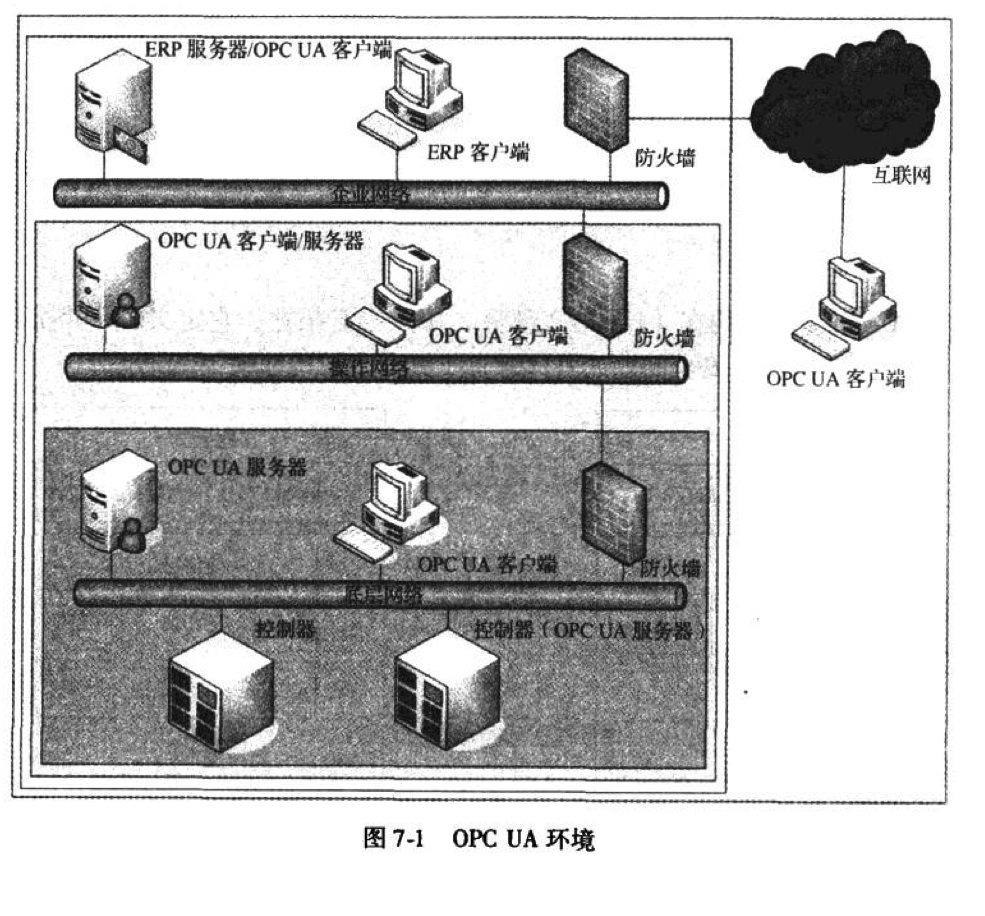 ERP 服务器/OPC UA 客户端
ERP 客户端
防火墙
互联网
企业网络
OPC UA 客户端/服务器
OPC UA 客户端
防火墙
OPC UA 客户端
操作网络
OPC UA 服务器
OPC UA 客户端
防火墙
底层网络
控制器
控制器（OPC UA 服务器）
图 7-1 OPC UA 环境